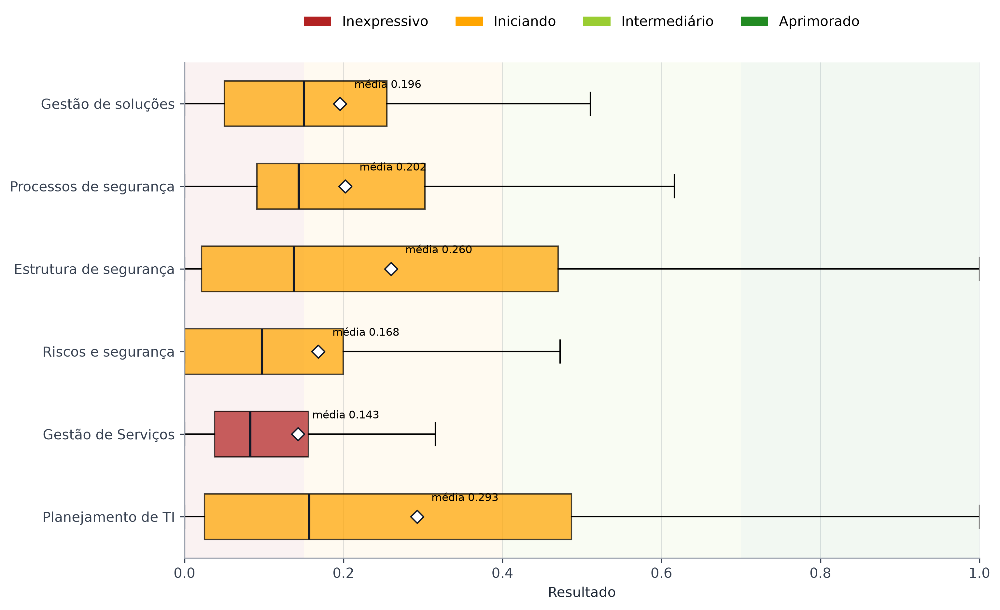 Inexpressivo
Iniciando
Intermediário
Aprimorado
Gestão de soluções
média 0.196
Processos de segurança
média 0.202
Estrutura de segurança
média 0.260
Riscos e segurança
média 0.168
Gestão de Serviços
média 0.143
Planejamento de TI
média 0.293
0.0
0.2
0.4
0.6
0.8
1.0
Resultado